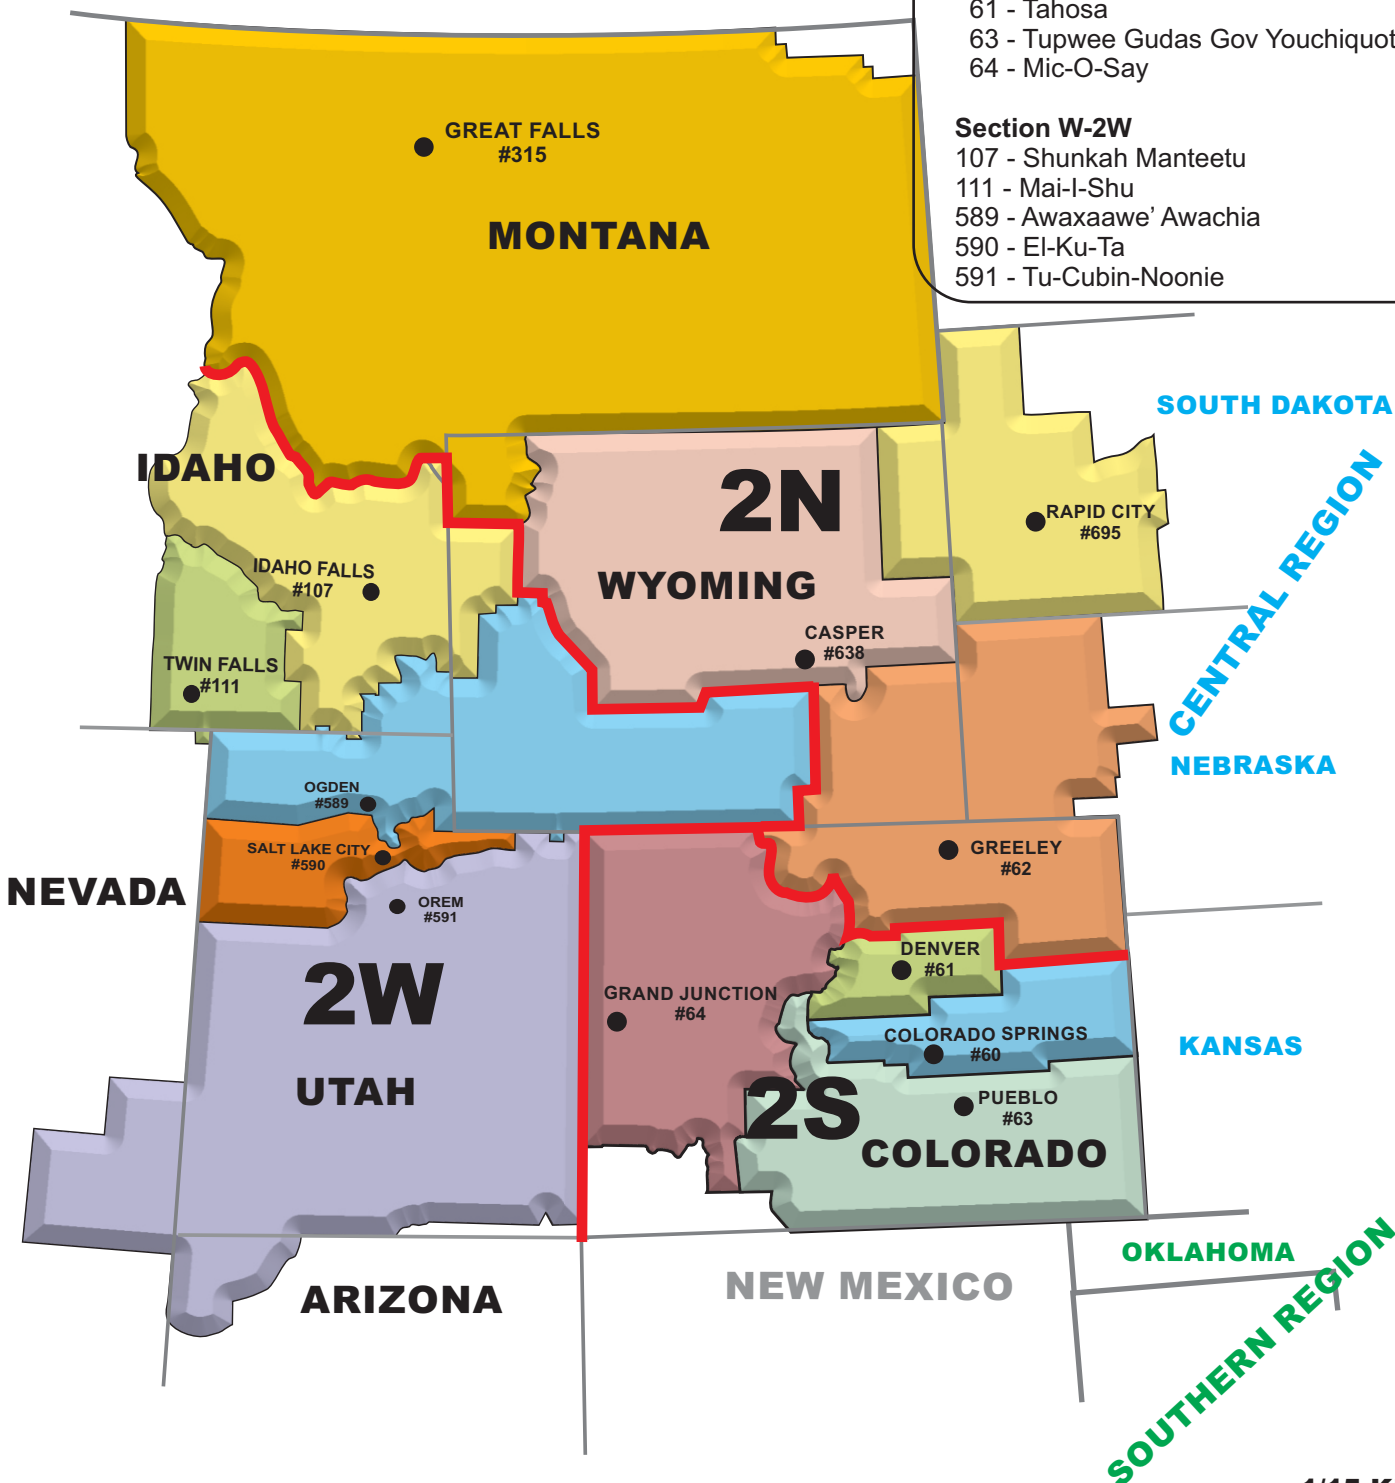 61 - Tahosa
63 - Tupwee Gudas Gov Youchiquot
64 - Mic-O-Say
Section W-2W
107 - Shunkah Manteetu
111 - Mai-I-Shu
589 - Awaxaawe’ Awachia
590 - El-Ku-Ta
591 - Tu-Cubin-Noonie
GREAT FALLS
#315
MONTANA
SOUTH DAKOTA
IDAHO
2N
RAPID CITY
#695
CENTRAL REGION
IDAHO FALLS
#107
WYOMING
CASPER
#638
TWIN FALLS
#111
NEBRASKA
OGDEN
#589
SALT LAKE CITY
#590
GREELEY
#62
NEVADA
OREM
#591
DENVER
#61
2W
GRAND JUNCTION
#64
COLORADO SPRINGS
#60
KANSAS
UTAH
2S
PUEBLO
#63
COLORADO
OKLAHOMA
NEW MEXICO
ARIZONA
SOUTHERN REGION